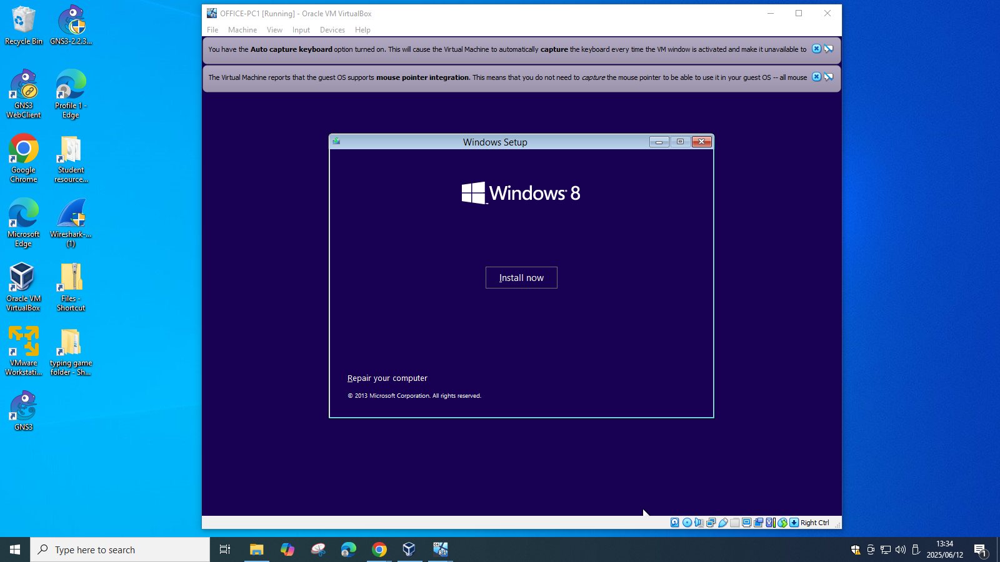 Recycle Bin
GNS3-2.2.3...
GNS3
WebClient
Profile 1 -
Edge
Google
Chrome
Student
resource...
Microsoft
Edge
Wireshark-...
(1)
Oracle VM
VirtualBox
Files -
Shortcut
VMware
Workstati...
typing game
folder - Sh...
GNS3
OFFICE-PC1 [Running] - Oracle VM VirtualBox
File Machine View Input Devices Help
You have the Auto capture keyboard option turned on. This will cause the Virtual Machine to automatically capture the keyboard every time the VM window is activated and make it unavailable to
The Virtual Machine reports that the guest OS supports mouse pointer integration. This means that you do not need to capture the mouse pointer to be able to use it in your guest OS -- all mouse
Windows Setup
Windows 8
Install now
Repair your computer
© 2013 Microsoft Corporation. All rights reserved.
Right Ctrl
Type here to search
13:34
2025/06/12
1